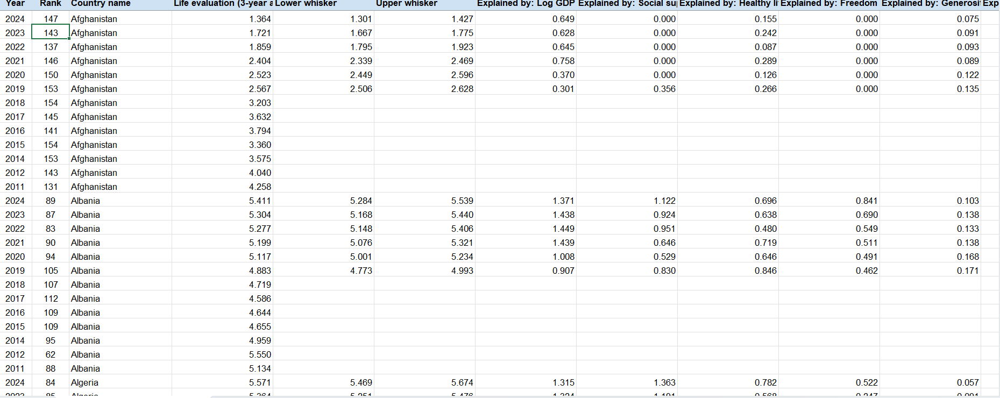 Year Rank Country name Life evaluation (3-year a Lower whisker Upper whisker Explained by: Log GDP Explained by: Social su Explained by: Healthy li Explained by: Freedom Explained by: Generosi Exp
2024 147 Afghanistan 1.364 1.301 1.427 0.649 0.000 0.155 0.000 0.075
2023 143 Afghanistan 1.721 1.667 1.775 0.628 0.000 0.242 0.000 0.091
2022 137 Afghanistan 1.859 1.795 1.923 0.645 0.000 0.087 0.000 0.093
2021 146 Afghanistan 2.404 2.339 2.469 0.758 0.000 0.289 0.000 0.089
2020 150 Afghanistan 2.523 2.449 2.596 0.370 0.000 0.126 0.000 0.122
2019 153 Afghanistan 2.567 2.506 2.628 0.301 0.356 0.266 0.000 0.135
2018 154 Afghanistan 3.203
2017 145 Afghanistan 3.632
2016 141 Afghanistan 3.794
2015 154 Afghanistan 3.360
2014 153 Afghanistan 3.575
2012 143 Afghanistan 4.040
2011 131 Afghanistan 4.258
2024 89 Albania 5.411 5.284 5.539 1.371 1.122 0.696 0.841 0.103
2023 87 Albania 5.304 5.168 5.440 1.438 0.924 0.638 0.690 0.138
2022 83 Albania 5.277 5.148 5.406 1.449 0.951 0.480 0.549 0.133
2021 90 Albania 5.199 5.076 5.321 1.439 0.646 0.719 0.511 0.138
2020 94 Albania 5.117 5.001 5.234 1.008 0.529 0.646 0.491 0.168
2019 105 Albania 4.883 4.773 4.993 0.907 0.830 0.846 0.462 0.171
2018 107 Albania 4.719
2017 112 Albania 4.586
2016 109 Albania 4.644
2015 109 Albania 4.655
2014 95 Albania 4.959
2012 62 Albania 5.550
2011 88 Albania 5.134
2024 84 Algeria 5.571 5.469 5.674 1.315 1.363 0.782 0.522 0.057